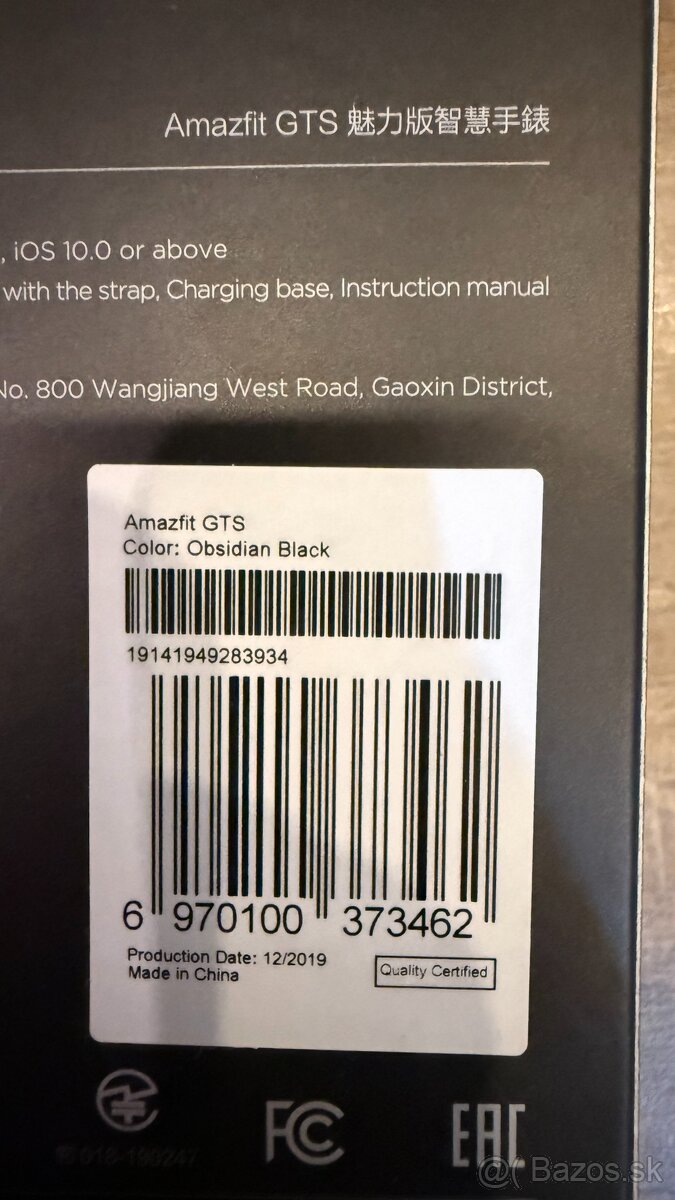 Amazfit GTS 魅力版智慧手錶
, iOS 10.0 or above
with the strap, Charging base, Instruction manual
No. 800 Wangjiang West Road, Gaoxin District,
Amazfit GTS
Color: Obsidian Black
19141949283934
6 970100 373462
Production Date: 12/2019
Made in China
Quality Certified
FC
EAC
@( Bazos.sk